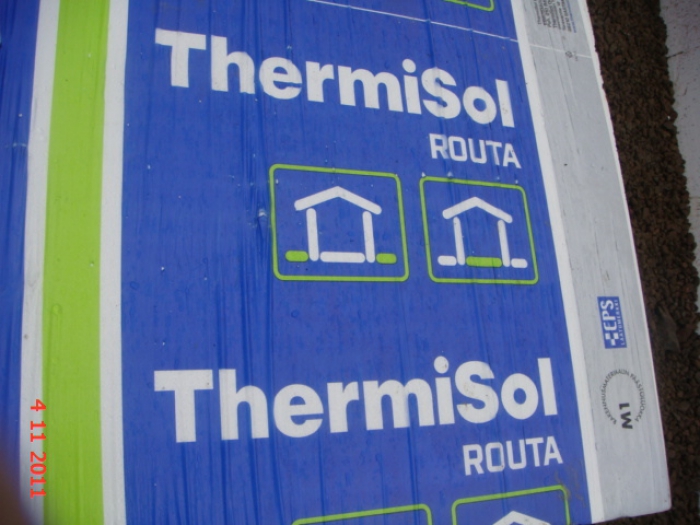 ThermiSol
ROUTA
EPS
ThermiSol
M1
ROUTA
4 11 2011